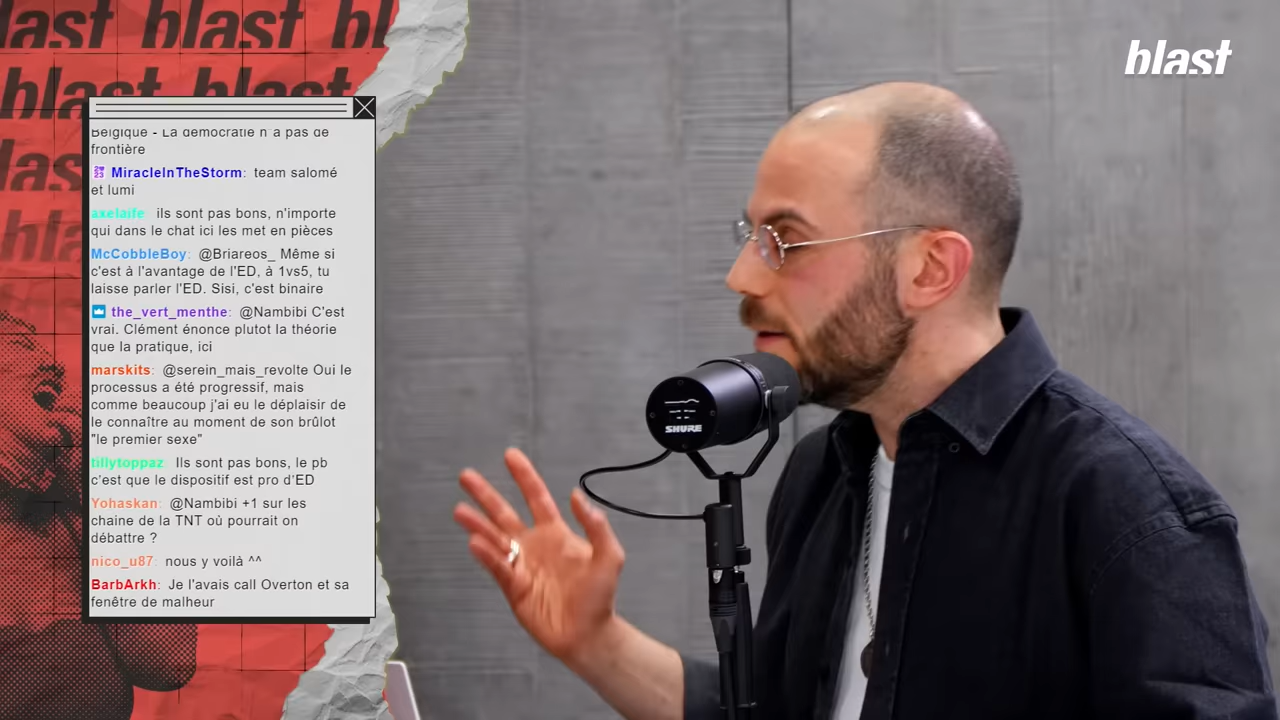 last blast bl
blast blast
last
bl
blast
Belgique - La démocratie n'a pas de
frontière
MiracleInTheStorm: team salomé
et lumi
axelaife: ils sont pas bons, n'importe
qui dans le chat ici les met en pièces
McCobbleBoy: @Briareos_ Même si
c'est à l'avantage de l'ED, à 1vs5, tu
laisse parler l'ED. Sisi, c'est binaire
the_vert_menthe: @Nambibi C'est
vrai. Clément énonce plutot la théorie
que la pratique, ici
marskits: @serein_mais_revolte Oui le
processus a été progressif, mais
comme beaucoup j'ai eu le déplaisir de
le connaître au moment de son brûlot
"le premier sexe"
tillytoppaz: Ils sont pas bons, le pb
c'est que le dispositif est pro d'ED
Yohaskan: @Nambibi +1 sur les
chaine de la TNT où pourrait on
débattre ?
nico_u87: nous y voilà ^^
BarbArkh: Je l'avais call Overton et sa
fenêtre de malheur
SHURE